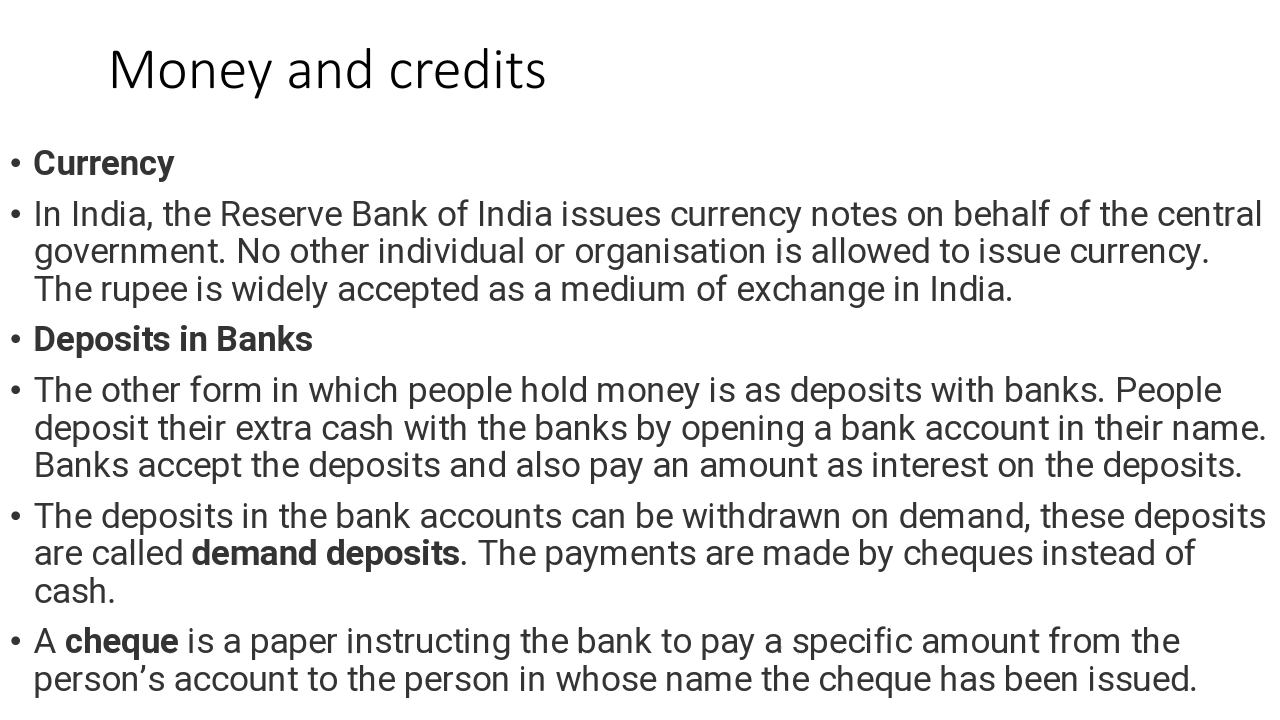 Money and credits
• Currency
• In India, the Reserve Bank of India issues currency notes on behalf of the central
government. No other individual or organisation is allowed to issue currency.
The rupee is widely accepted as a medium of exchange in India.
• Deposits in Banks
• The other form in which people hold money is as deposits with banks. People
deposit their extra cash with the banks by opening a bank account in their name.
Banks accept the deposits and also pay an amount as interest on the deposits.
• The deposits in the bank accounts can be withdrawn on demand, these deposits
are called demand deposits. The payments are made by cheques instead of
cash.
• A cheque is a paper instructing the bank to pay a specific amount from the
person’s account to the person in whose name the cheque has been issued.